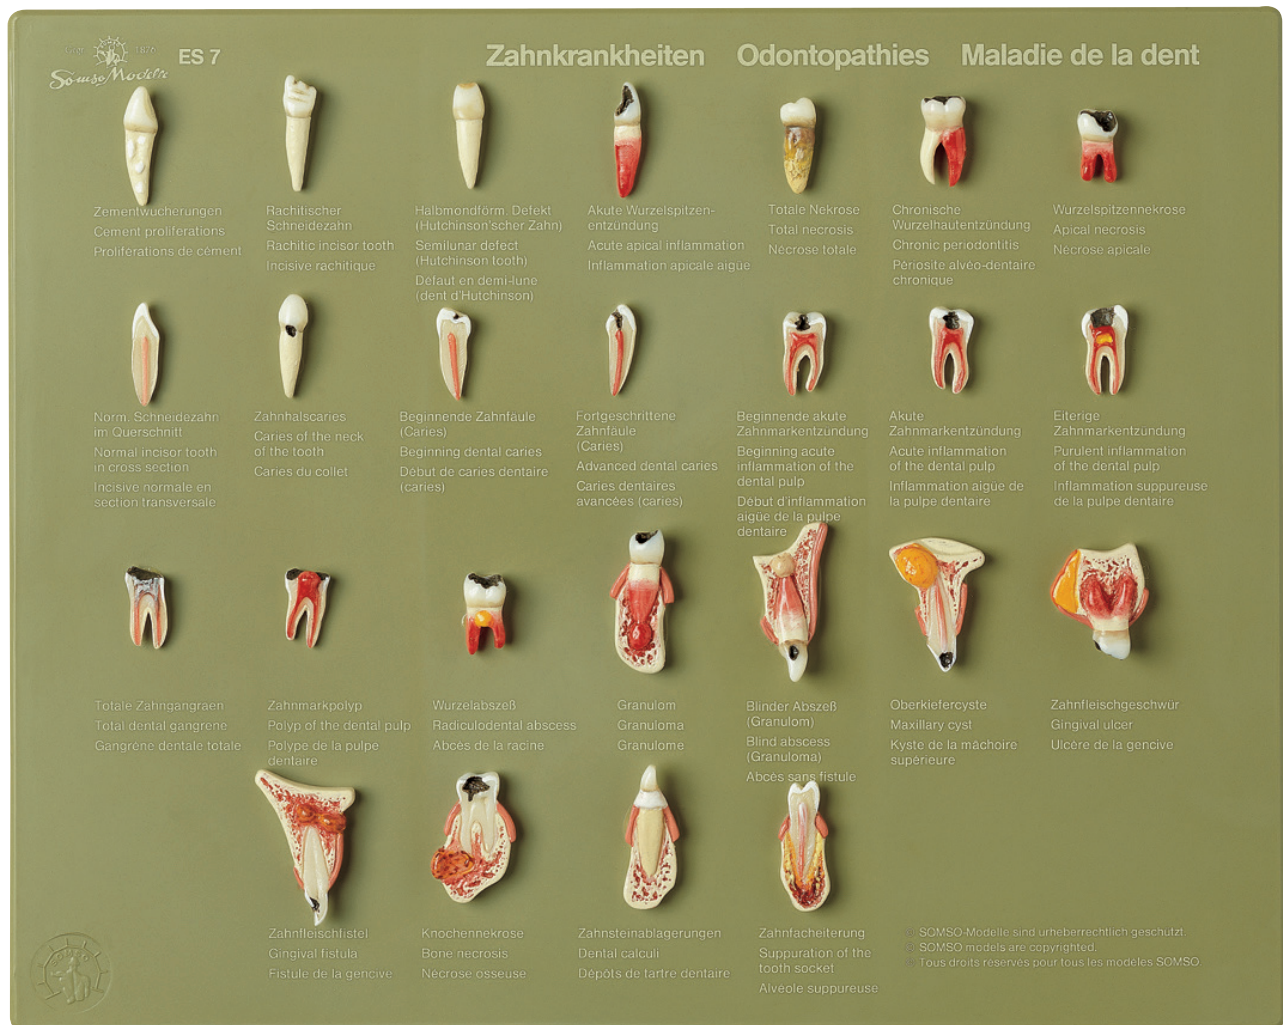 Gegr. 1876
Somso Modelle
ES 7
Zahnkrankheiten Odontopathies Maladie de la dent
Zementwucherungen
Cement proliferations
Proliférations de cément
Rachitischer
Schneidezahn
Rachitic incisor tooth
Incisive rachitique
Halbmondförm. Defekt
(Hutchinson'scher Zahn)
Semilunar defect
(Hutchinson tooth)
Défaut en demi-lune
(dent d'Hutchinson)
Akute Wurzelspitzen-
entzündung
Acute apical inflammation
Inflammation apicale aigüe
Totale Nekrose
Total necrosis
Nécrose totale
Chronische
Wurzelhautentzündung
Chronic periodontitis
Périosite alvéo-dentaire
chronique
Wurzelspitzennekrose
Apical necrosis
Nécrose apicale
Norm. Schneidezahn
im Querschnitt
Normal incisor tooth
in cross section
Incisive normale en
section transversale
Zahnhalscaries
Caries of the neck
of the tooth
Caries du collet
Beginnende Zahnfäule
(Caries)
Beginning dental caries
Début de caries dentaire
(caries)
Fortgeschrittene
Zahnfäule
(Caries)
Advanced dental caries
Caries dentaires
avancées (caries)
Beginnende akute
Zahnmarkentzündung
Beginning acute
inflammation of the
dental pulp
Début d'inflammation
aigüe de la pulpe
dentaire
Akute
Zahnmarkentzündung
Acute inflammation
of the dental pulp
Inflammation aigüe de
la pulpe dentaire
Eiterige
Zahnmarkentzündung
Purulent inflammation
of the dental pulp
Inflammation suppureuse
de la pulpe dentaire
Totale Zahngangraen
Total dental gangrene
Gangrène dentale totale
Zahnmarkpolyp
Polyp of the dental pulp
Polype de la pulpe
dentaire
Wurzelabszeß
Radiculodental abscess
Abcès de la racine
Granulom
Granuloma
Granulome
Blinder Abszeß
(Granulom)
Blind abscess
(Granuloma)
Abcès sans fistule
Oberkiefercyste
Maxillary cyst
Kyste de la mâchoire
supérieure
Zahnfleischgeschwür
Gingival ulcer
Ulcère de la gencive
Zahnfleischfistel
Gingival fistula
Fistule de la gencive
Knochennekrose
Bone necrosis
Nécrose osseuse
Zahnsteinablagerungen
Dental calculi
Dépôts de tartre dentaire
Zahnfacheiterung
Suppuration of the
tooth socket
Alvéole suppureuse
© SOMSO-Modelle sind urheberrechtlich geschützt.
© SOMSO models are copyrighted.
© Tous droits réservés pour tous les modèles SOMSO.